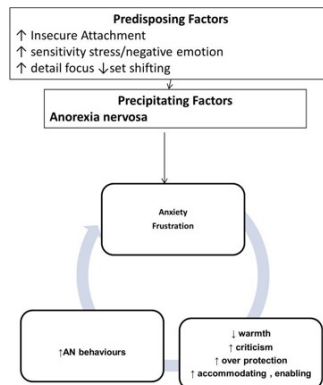 Predisposing Factors
↑ Insecure Attachment
↑ sensitivity stress/negative emotion
↑ detail focus ↓set shifting
Precipitating Factors
Anorexia nervosa
Anxiety
Frustration
↑AN behaviours
↓ warmth
↑ criticism
↑ over protection
↑ accommodating , enabling